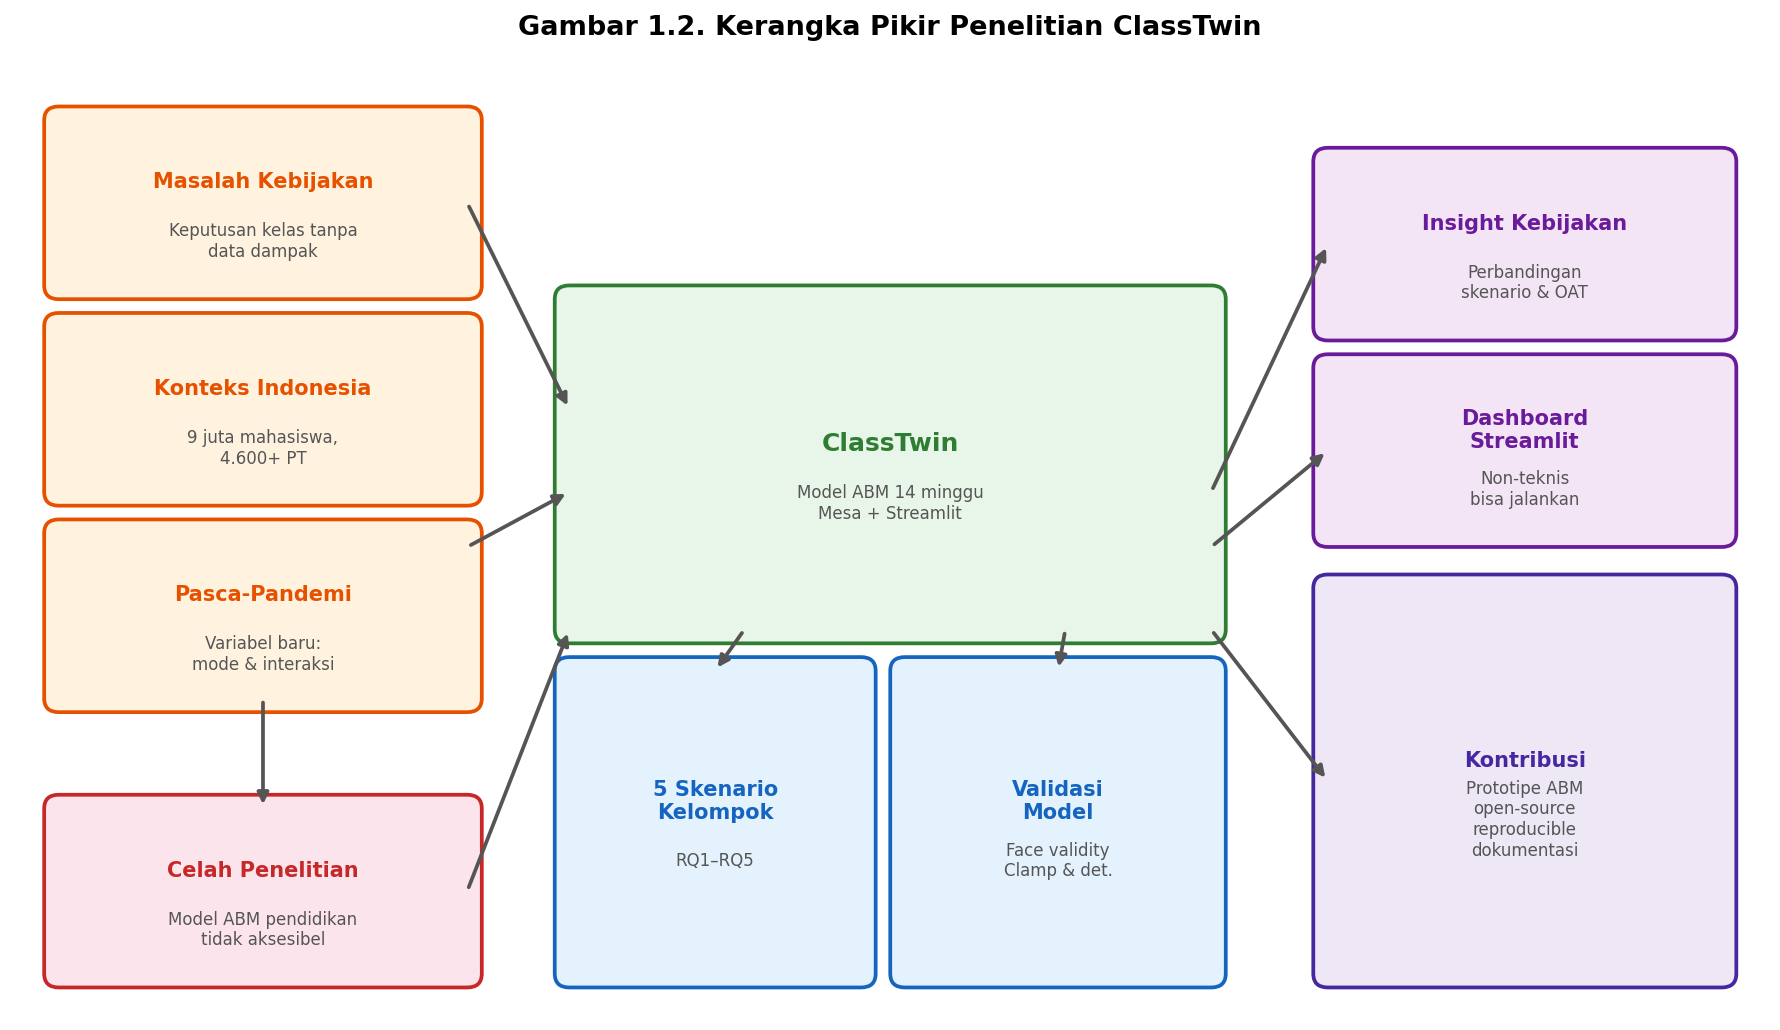 Gambar 1.2. Kerangka Pikir Penelitian ClassTwin
Masalah Kebijakan
Keputusan kelas tanpa
data dampak
Konteks Indonesia
9 juta mahasiswa,
4.600+ PT
Pasca-Pandemi
Variabel baru:
mode & interaksi
Celah Penelitian
Model ABM pendidikan
tidak aksesibel
ClassTwin
Model ABM 14 minggu
Mesa + Streamlit
5 Skenario
Kelompok
RQ1–RQ5
Validasi
Model
Face validity
Clamp & det.
Insight Kebijakan
Perbandingan
skenario & OAT
Dashboard
Streamlit
Non-teknis
bisa jalankan
Kontribusi
Prototipe ABM
open-source
reproducible
dokumentasi